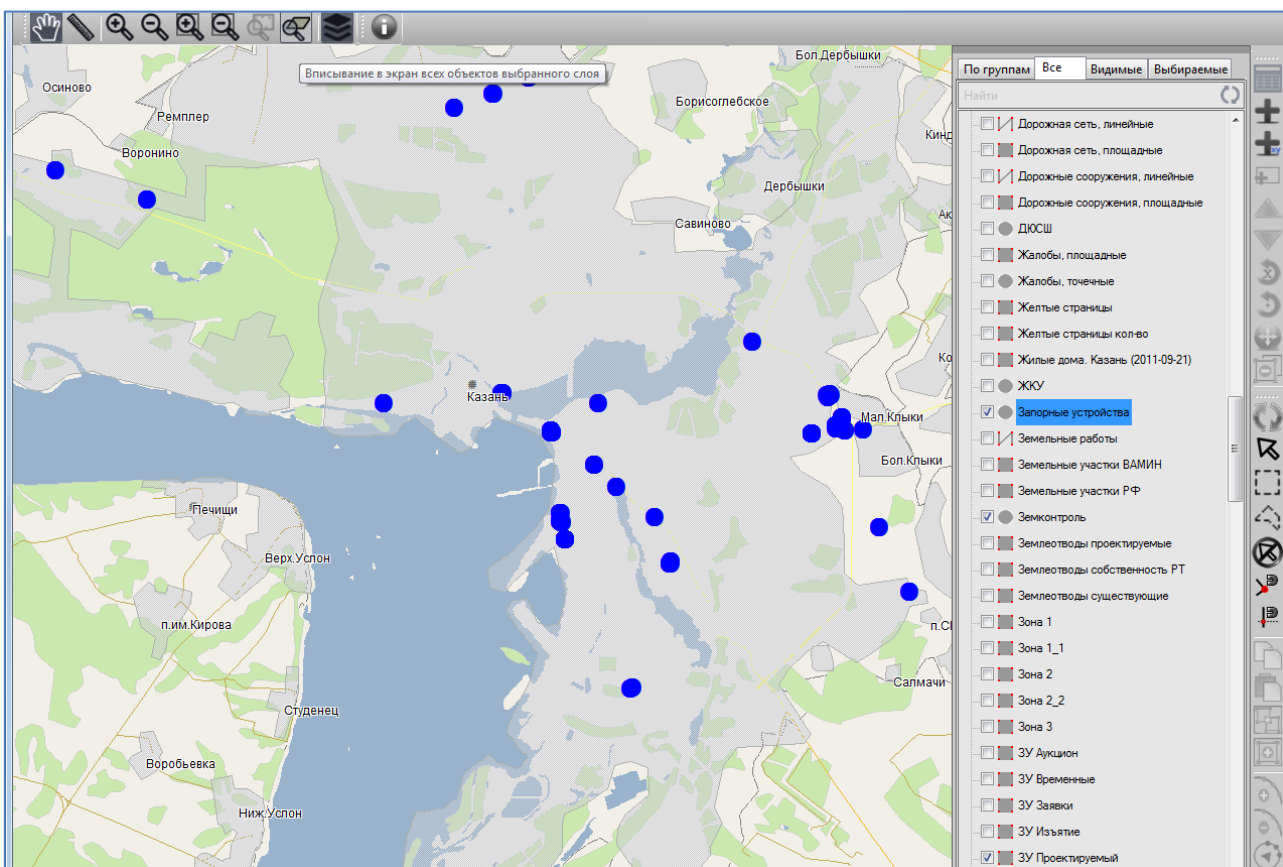 Бол.Дербышки
Вписывание в экран всех объектов выбранного слоя
Осиново
Борисоглебское
Ремплер
Воронино
Дербышки
Савиново
Казань
Мал.Клыки
Бол.Клыки
Печищи
Верх.Услон
п.им.Кирова
Салмачи
Студенец
Воробьевка
Ниж.Услон
По группам Все Видимые Выбираемые
Найти
Дорожная сеть, линейные
Дорожная сеть, площадные
Дорожные сооружения, линейные
Дорожные сооружения, площадные
ДЮСШ
Жалобы, площадные
Жалобы, точечные
Желтые страницы
Желтые страницы кол-во
Жилые дома. Казань (2011-09-21)
ЖКУ
Запорные устройства
Земельные работы
Земельные участки ВАМИН
Земельные участки РФ
Земконтроль
Землеотводы проектируемые
Землеотводы собственность РТ
Землеотводы существующие
Зона 1
Зона 1_1
Зона 2
Зона 2_2
Зона 3
ЗУ Аукцион
ЗУ Временные
ЗУ Заявки
ЗУ Изъятие
ЗУ Проектируемый